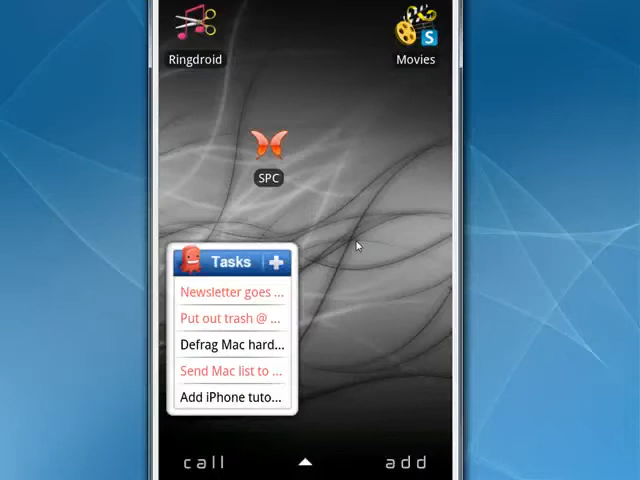 Ringdroid
Movies
S
SPC
Tasks
Newsletter goes ...
Put out trash @ ...
Defrag Mac hard...
Send Mac list to ...
Add iPhone tuto...
call
add